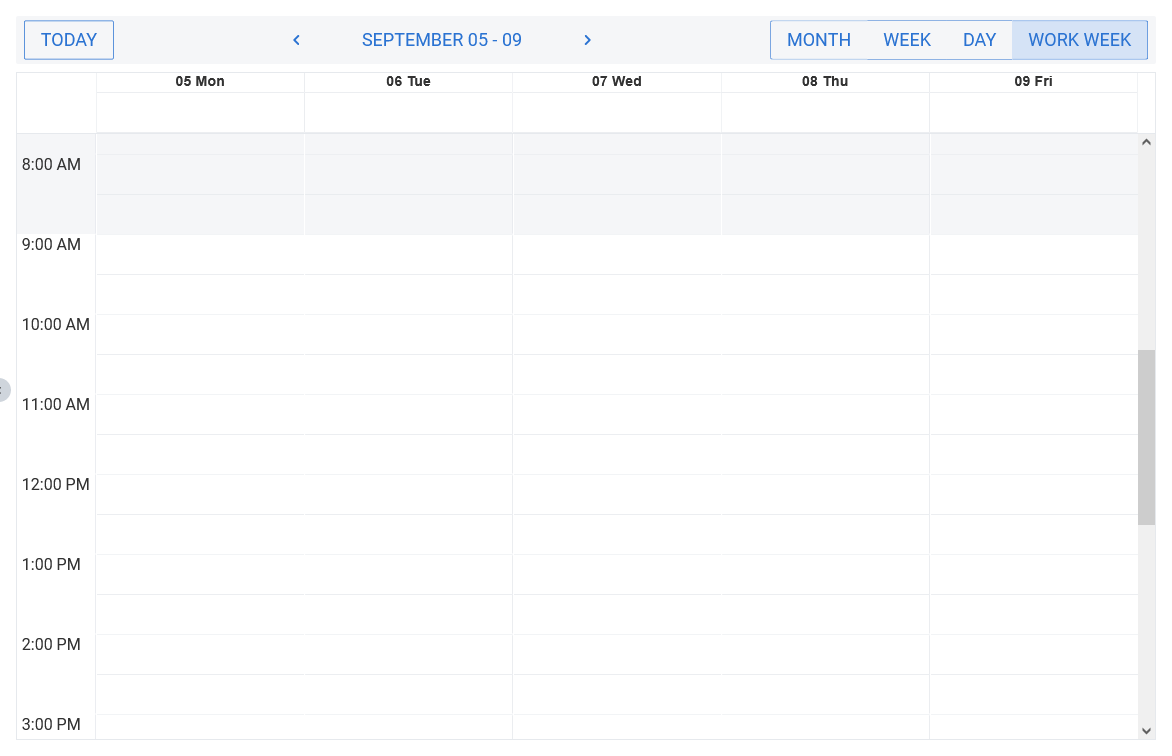 TODAY SEPTEMBER 05 - 09 MONTH WEEK DAY WORK WEEK
05 Mon 06 Tue 07 Wed 08 Thu 09 Fri
8:00 AM
9:00 AM
10:00 AM
11:00 AM
12:00 PM
1:00 PM
2:00 PM
3:00 PM